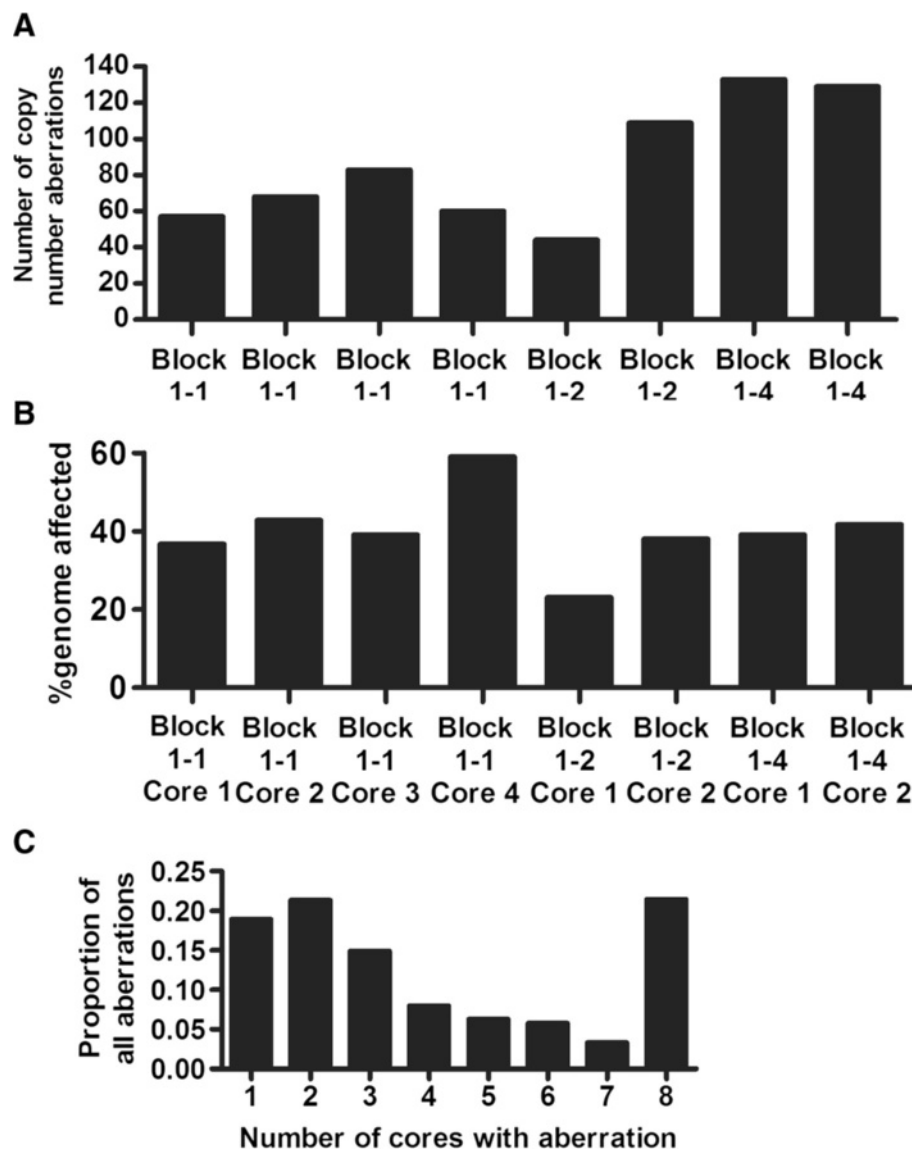 A
Number of copy
number aberrations
140
120
100
80
60
40
20
0
Block Block Block Block Block Block Block Block
1-1 1-1 1-1 1-1 1-2 1-2 1-4 1-4
B
%genome affected
60
40
20
0
Block Block Block Block Block Block Block Block
1-1 1-1 1-1 1-1 1-2 1-2 1-4 1-4
Core 1 Core 2 Core 3 Core 4 Core 1 Core 2 Core 1 Core 2
C
Proportion of
all aberrations
0.25
0.20
0.15
0.10
0.05
0.00
1 2 3 4 5 6 7 8
Number of cores with aberration